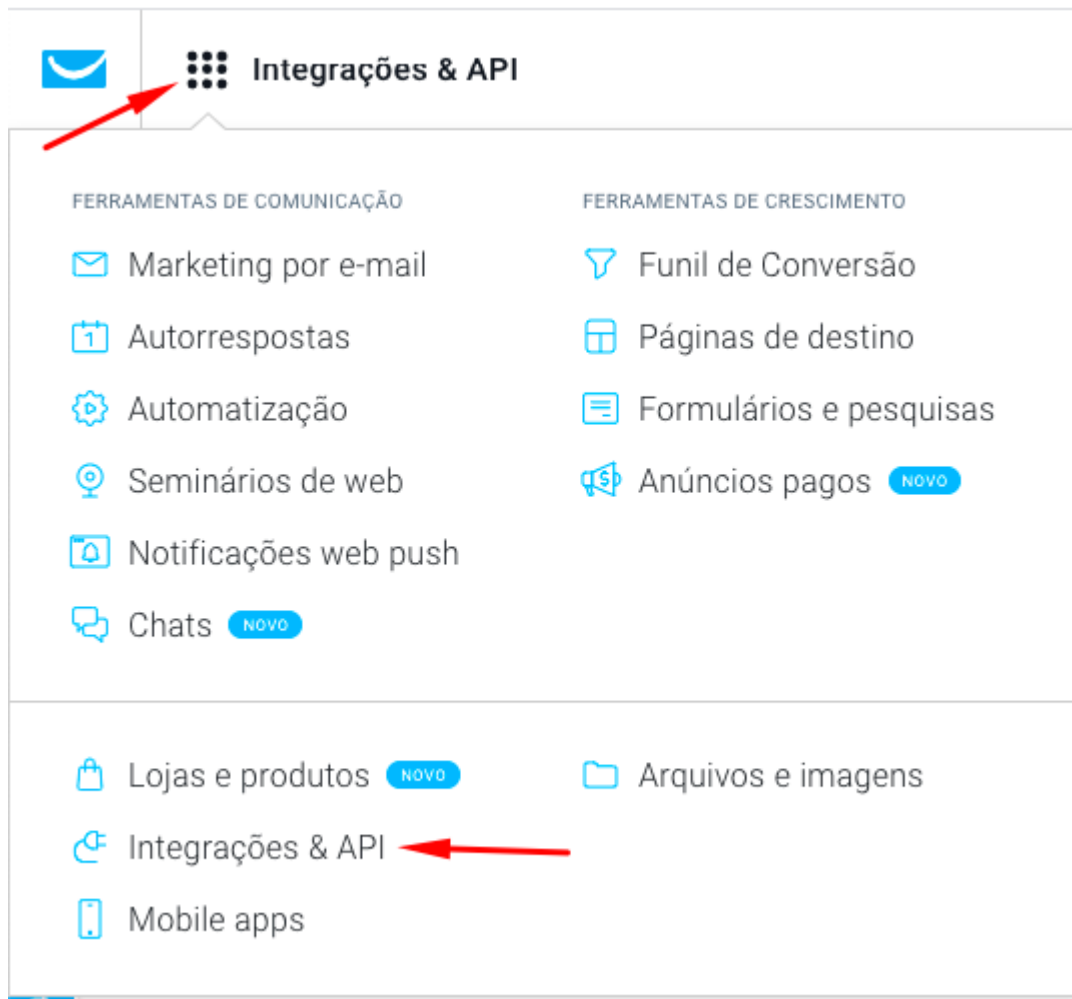 Integrações & API
FERRAMENTAS DE COMUNICAÇÃO
Marketing por e-mail
1
Autorrespostas
Automatização
Seminários de web
Notificações web push
Chats NOVO
FERRAMENTAS DE CRESCIMENTO
Funil de Conversão
Páginas de destino
Formulários e pesquisas
$
Anúncios pagos NOVO
Lojas e produtos NOVO
Integrações & API
Mobile apps
Arquivos e imagens